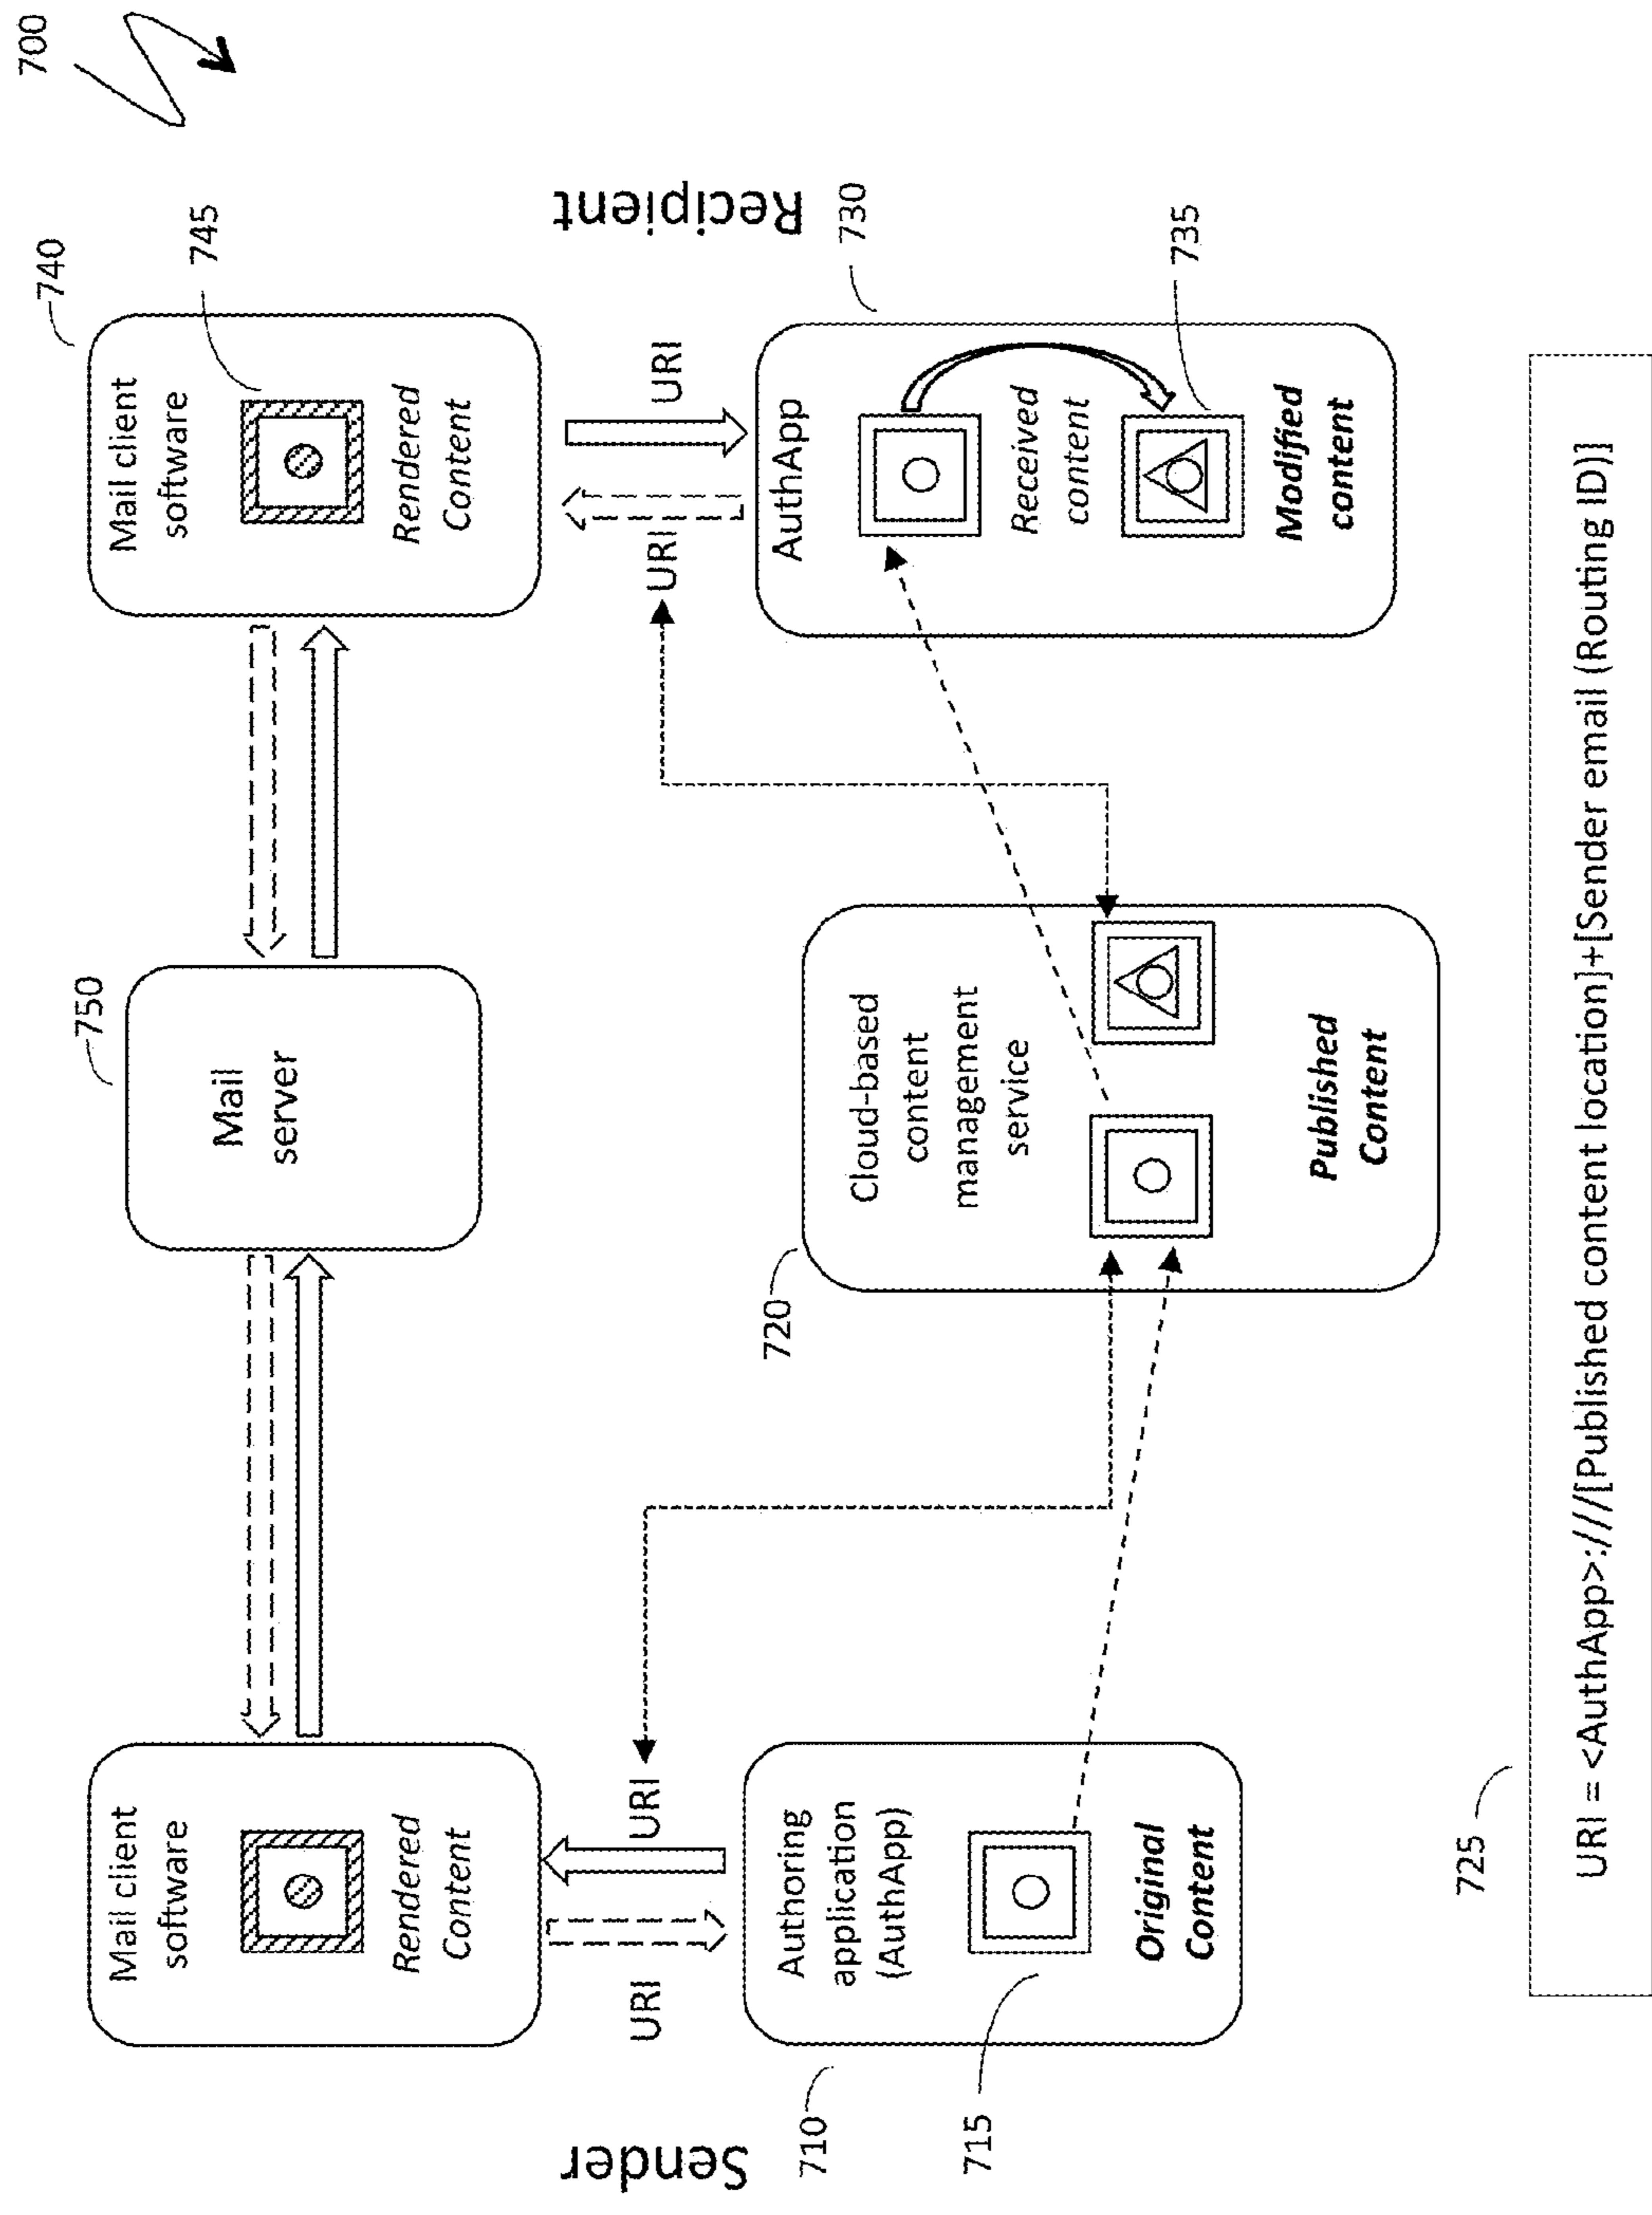 700
740
745
750
Mail client
software
Rendered
Content
Mail
server
Mail client
software
Rendered
Content
Sender
Recipient
URI
URI
URI
URI
710
715
Authoring
application
(AuthApp)
Original
Content
720
Cloud-based
content
management
service
Published
Content
730
735
AuthApp
Received
content
Modified
content
725
URI = <AuthApp>://[Published content location]+[Sender email (Routing ID)]